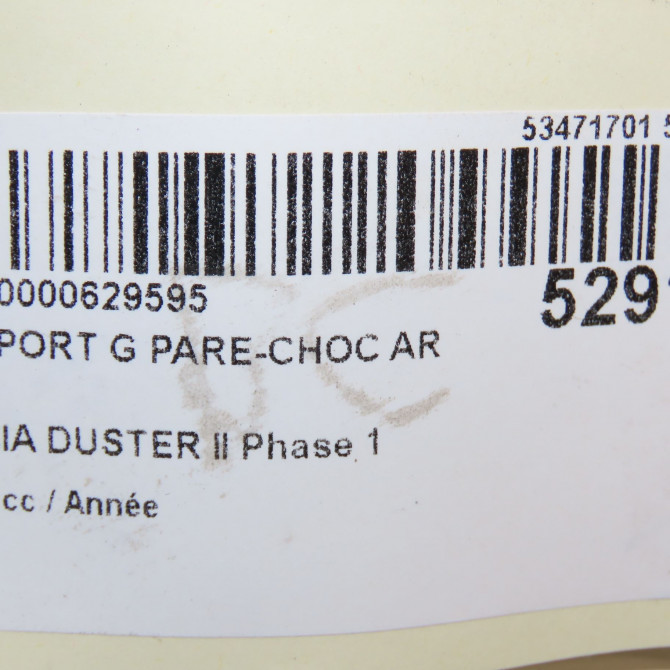 53471701 5
0000629595
529
PORT G PARE-CHOC AR
IA DUSTER II Phase 1
cc / Année